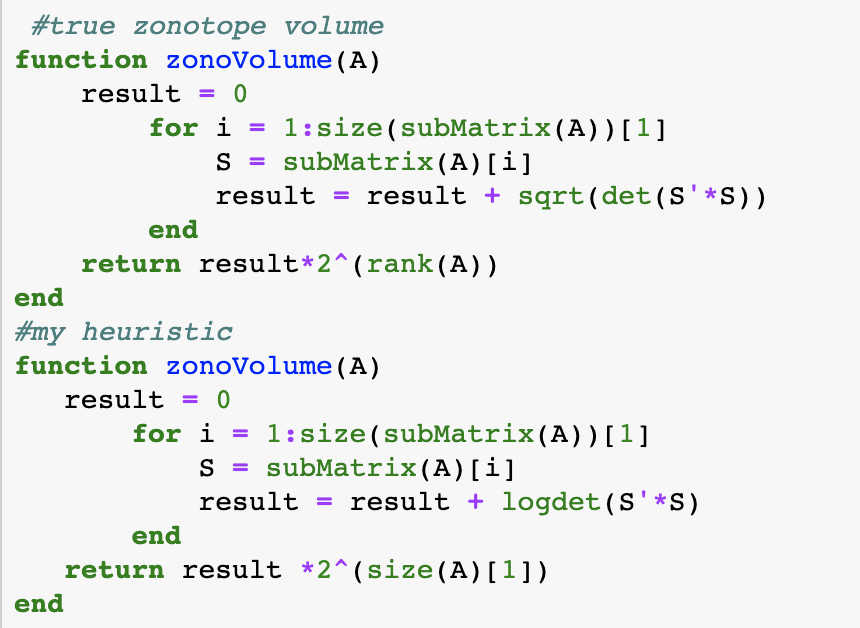 #true zonotope volume
function zonoVolume(A)
    result = 0
        for i = 1:size(subMatrix(A))[1]
            S = subMatrix(A)[i]
            result = result + sqrt(det(S'*S))
        end
    return result*2^(rank(A))
end
#my heuristic
function zonoVolume(A)
   result = 0
       for i = 1:size(subMatrix(A))[1]
           S = subMatrix(A)[i]
           result = result + logdet(S'*S)
       end
   return result *2^(size(A)[1])
end